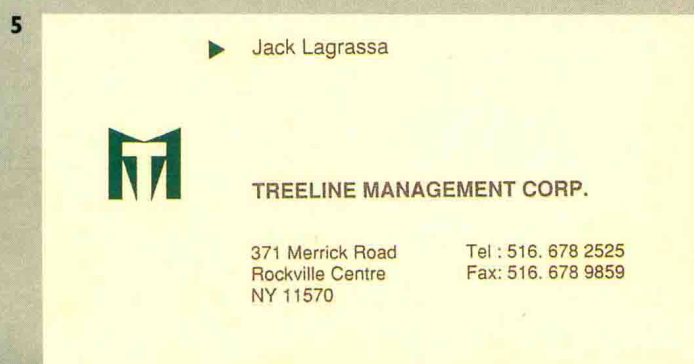 5
Jack Lagrassa
MT
TREELINE MANAGEMENT CORP.
371 Merrick Road
Rockville Centre
NY 11570
Tel : 516. 678 2525
Fax: 516. 678 9859